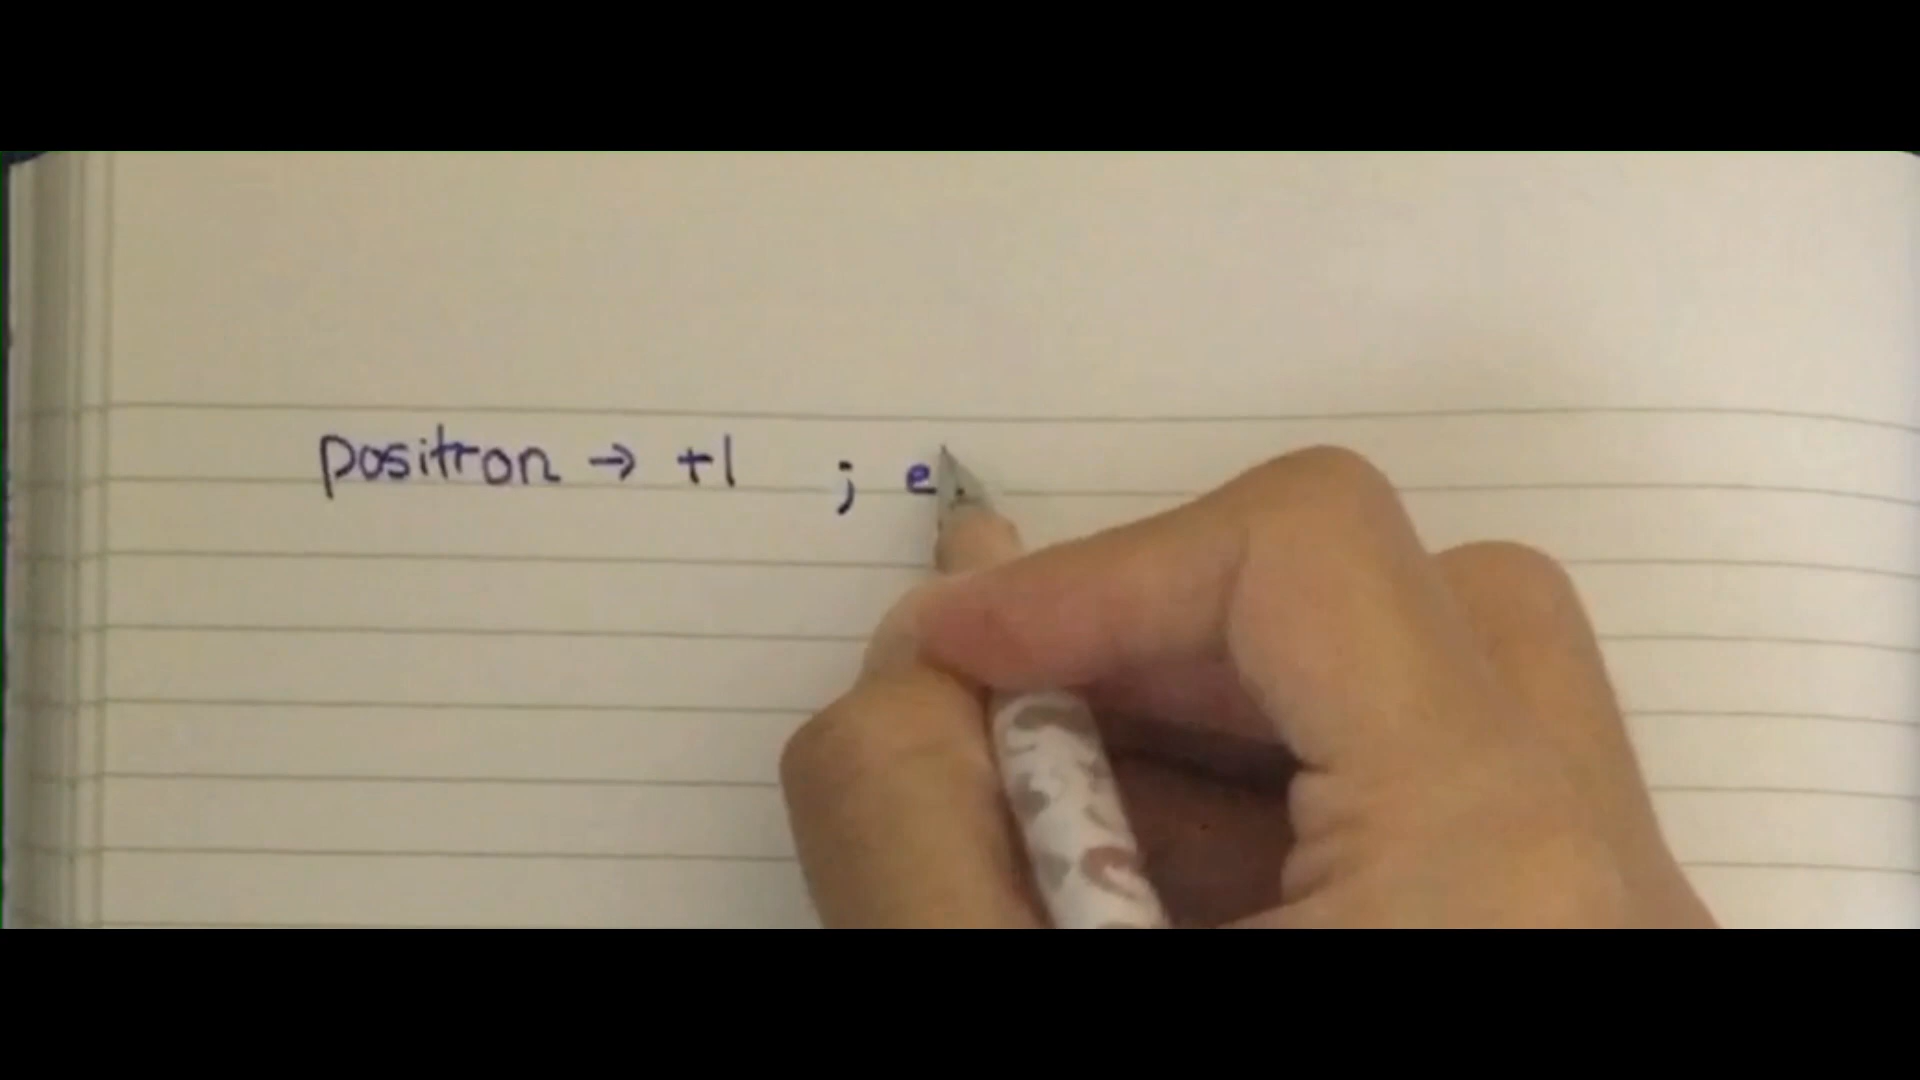 positron → +1 ; e